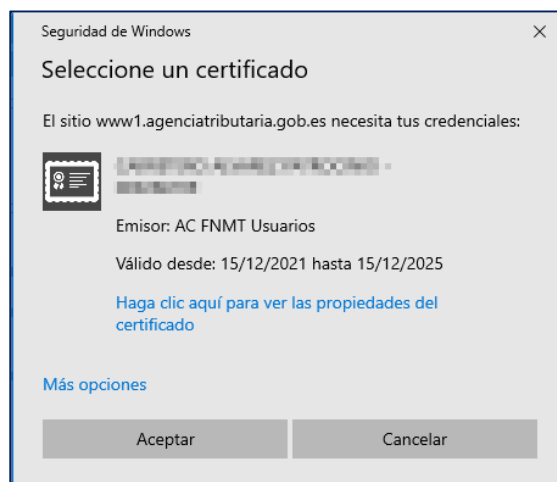 Seguridad de Windows
Seleccione un certificado
El sitio www1.agenciatributaria.gob.es necesita tus credenciales:
Emisor: AC FNMT Usuarios
Válido desde: 15/12/2021 hasta 15/12/2025
Haga clic aquí para ver las propiedades del
certificado
Más opciones
Aceptar
Cancelar